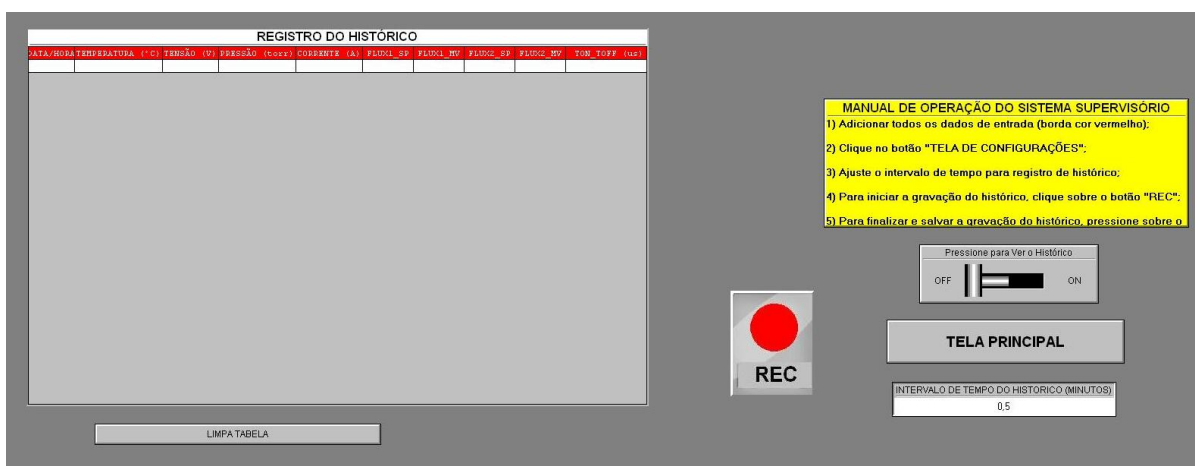 REGISTRO DO HISTÓRICO
DATA/HORA TEMPERATURA (°C) TENSÃO (V) PRESSÃO (torr) CORRENTE (A) FLUX1_SP FLUX1_MV FLUX2_SP FLUX2_MV TON_TOFF (us)
MANUAL DE OPERAÇÃO DO SISTEMA SUPERVISÓRIO
1) Adicionar todos os dados de entrada (borda cor vermelho);
2) Clique no botão "TELA DE CONFIGURAÇÕES";
3) Ajuste o intervalo de tempo para registro de histórico;
4) Para iniciar a gravação do histórico, clique sobre o botão "REC";
5) Para finalizar e salvar a gravação do histórico, pressione sobre o
Pressione para Ver o Histórico
OFF ON
REC
TELA PRINCIPAL
INTERVALO DE TEMPO DO HISTORICO (MINUTOS)
0,5
LIMPA TABELA